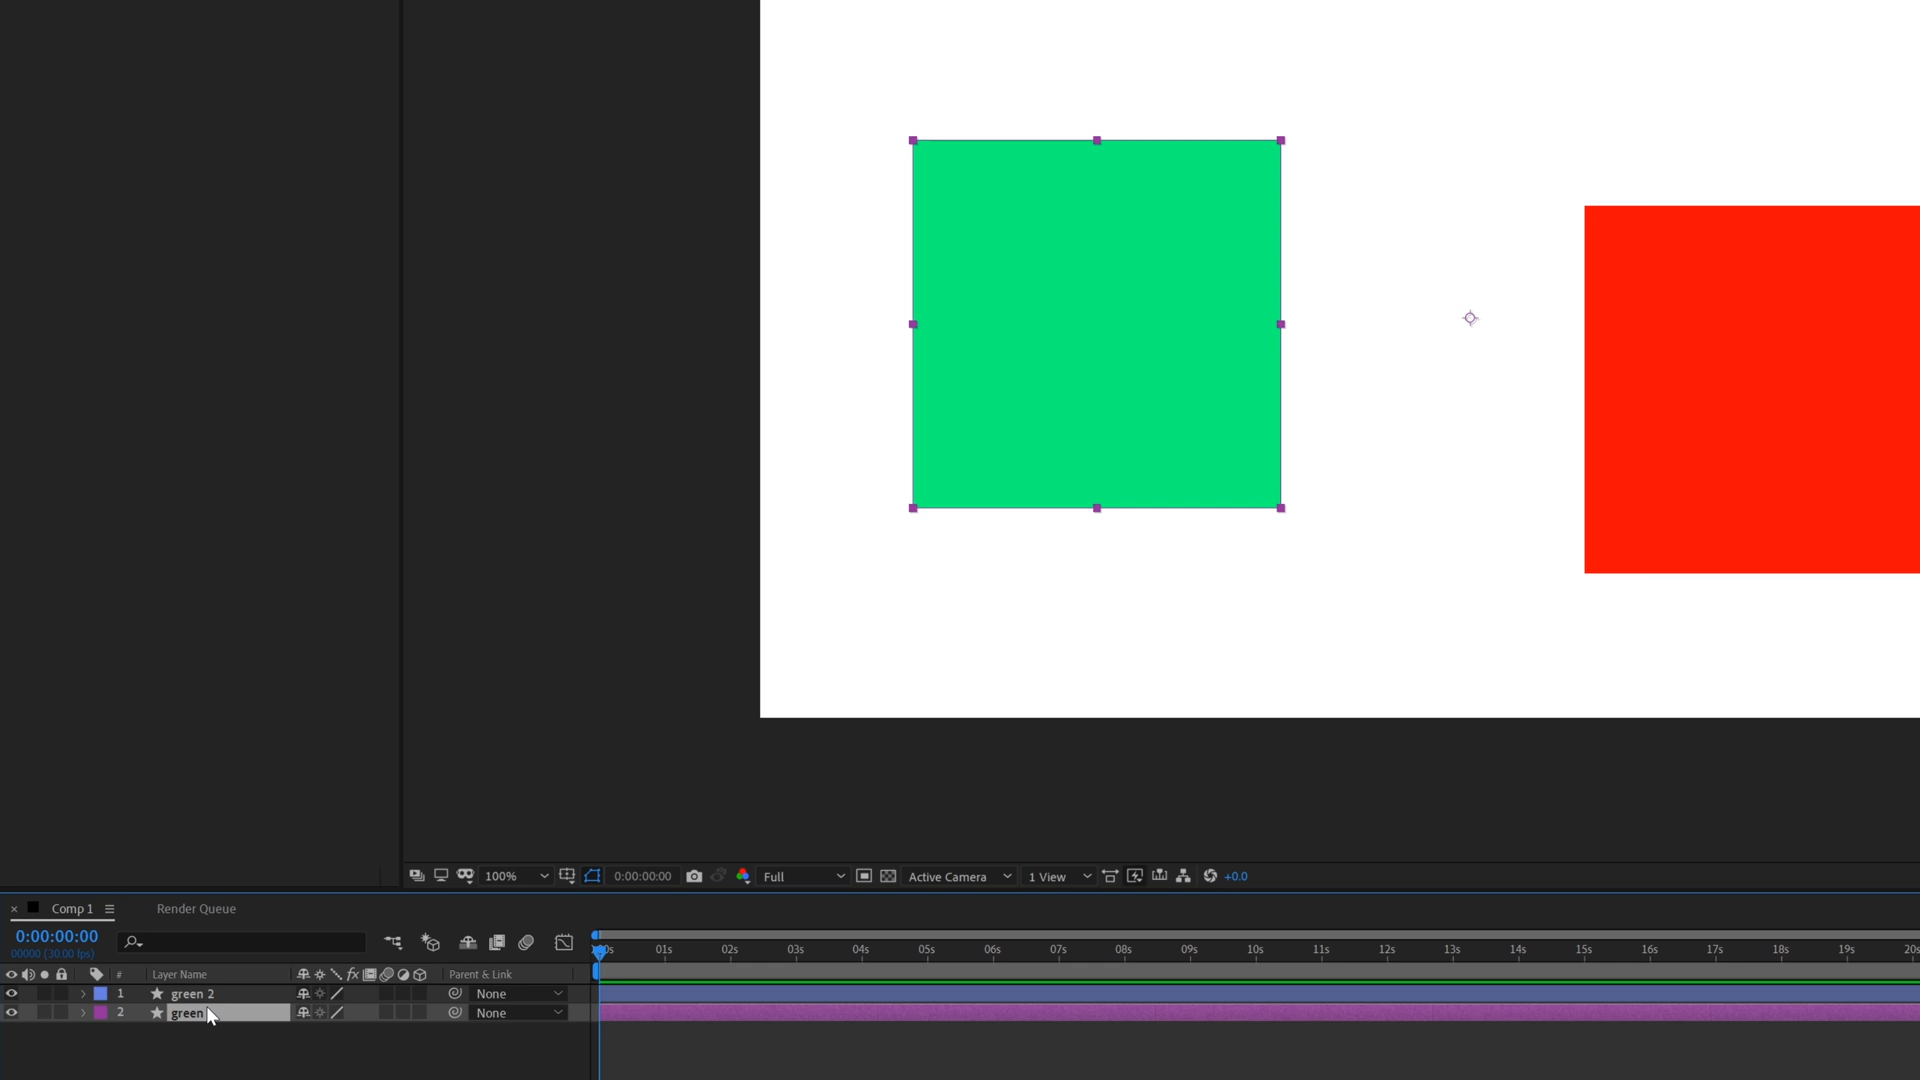 100% 0:00:00:00 Full Active Camera 1 View +0.0
Comp 1 Render Queue
0:00:00:00
00000 (30.00 fps)
0s 01s 02s 03s 04s 05s 06s 07s 08s 09s 10s 11s 12s 13s 14s 15s 16s 17s 18s 19s 20s
# Layer Name fx Parent & Link
1 green 2 None
2 green None